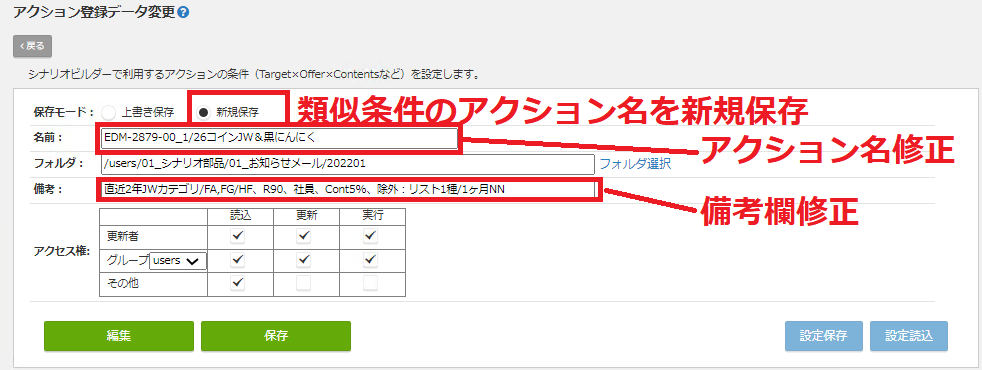 アクション登録データ変更?
<戻る
シナリオビルダーで利用するアクションの条件（Target×Offer×Contentsなど）を設定します。
保存モード： 上書き保存 新規保存 類似条件のアクション名を新規保存
名前： EDM-2879-00_1/26コインJW＆黒にんにく
アクション名修正
フォルダ： /users/01_シナリオ部品/01_お知らせメール/202201 フォルダ選択
備考： 直近2年JWカテゴリ/FA,FG/HF、R90、社員、Cont5%、除外：リスト1種/1ヶ月NN
備考欄修正
読込 更新 実行
アクセス権:
更新者
グループ users
その他
編集 保存 設定保存 設定読込